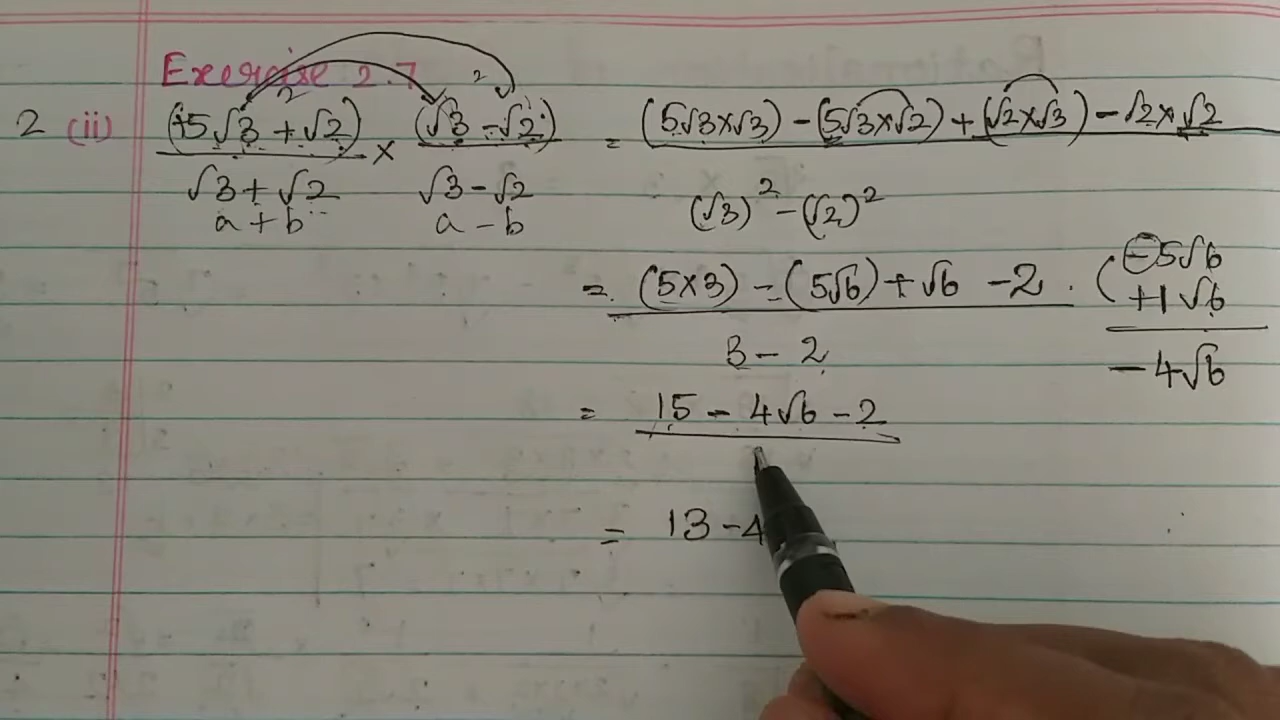 Exercise 2.7
2 (ii) (5√3 + √2) × (√3 - √2) = (5√3×√3) - (5√3×√2) + (√2×√3) - √2×√2
√3 + √2 √3 - √2 (√3)² - (√2)²
a + b a - b
= (5×3) - (5√6) + √6 - 2 . ( -5√6
+1√6
3 - 2 -4√6
= 15 - 4√6 - 2
= 13 - 4